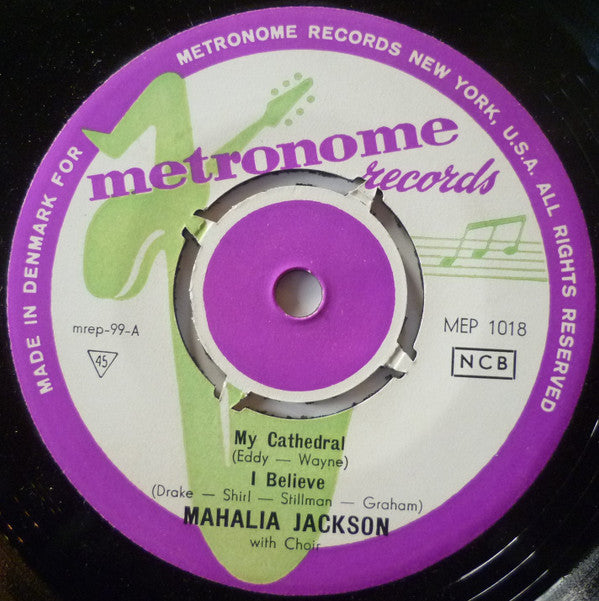 MADE IN DENMARK FOR METRONOME RECORDS NEW YORK, U.S.A. ALL RIGHTS RESERVED
metronome
records
mrep-99-A
45
MEP 1018
NCB
My Cathedral
(Eddy — Wayne)
I Believe
(Drake — Shirl — Stillman — Graham)
MAHALIA JACKSON
with Choir